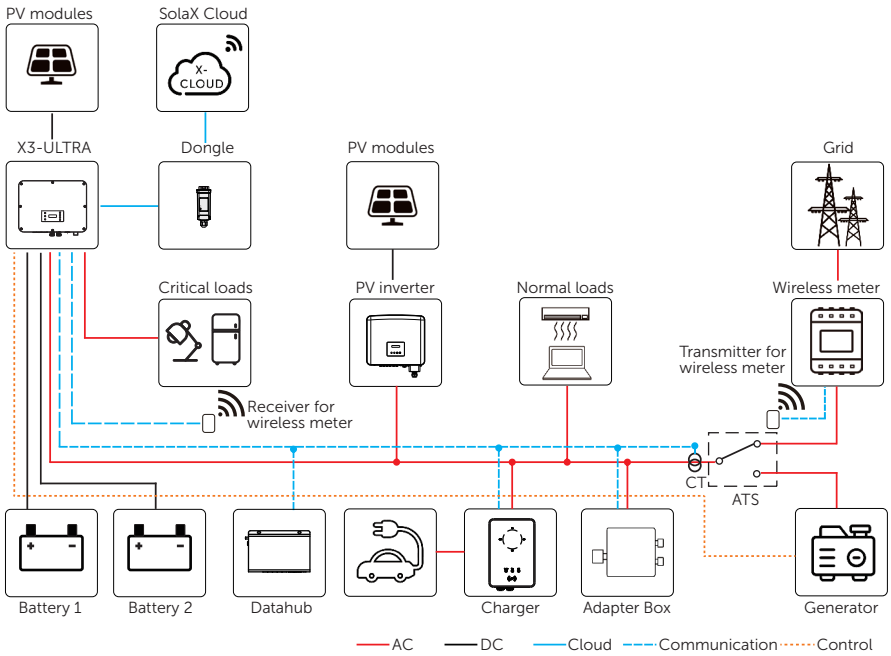 PV modules
SolaX Cloud
X-
CLOUD
X3-ULTRA
Dongle
PV modules
Grid
Critical loads
PV inverter
Normal loads
Wireless meter
Transmitter for
wireless meter
Receiver for
wireless meter
CT
ATS
+ -
+ -
Battery 1
Battery 2
Datahub
Charger
Adapter Box
Generator
AC
DC
Cloud
Communication
Control